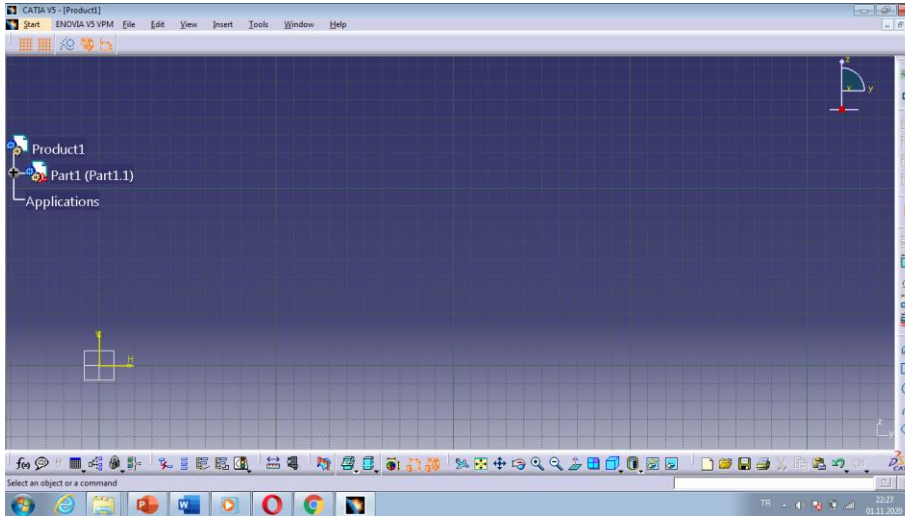 CATIA V5 - [Product1]
Start ENOVIA V5 VPM File Edit View Insert Tools Window Help
z
x y
Product1
Part1 (Part1.1)
Applications
V
H
z
y
f(x)
Select an object or a command
TR 22:27
01.11.2020